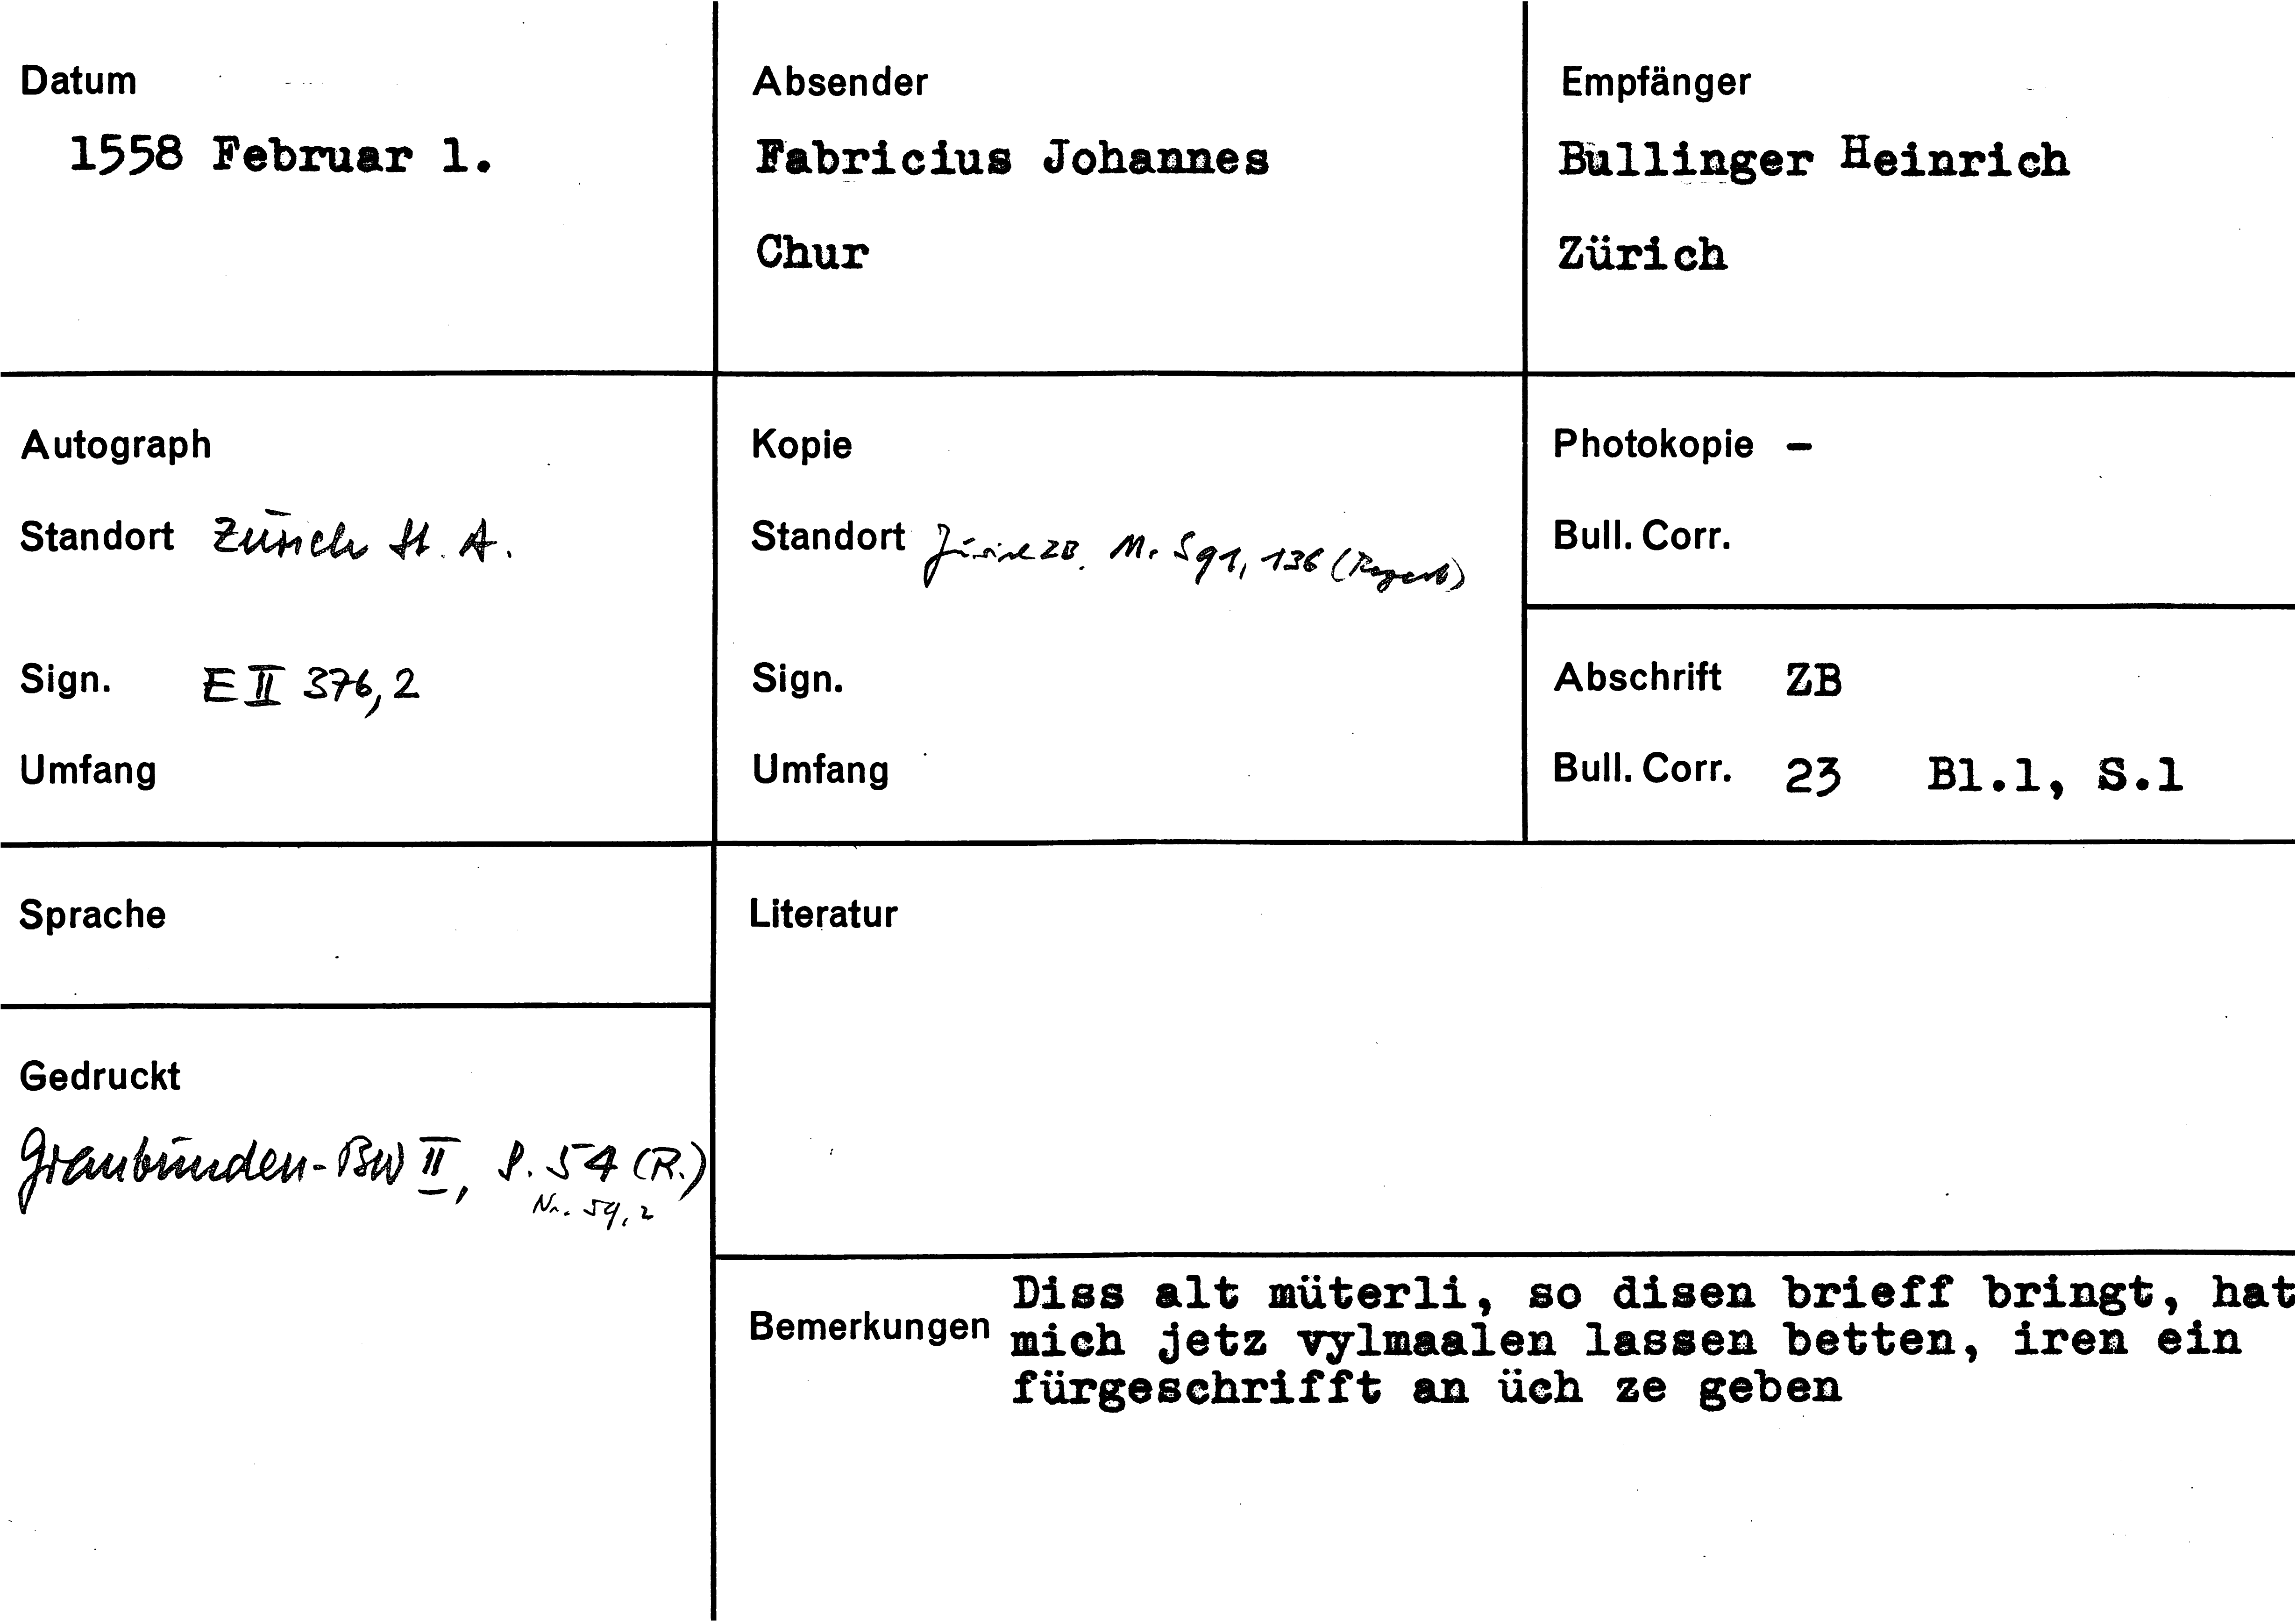 Datum
1558 Februar 1.
Absender
Fabricius Johannes
Chur
Empfänger
Bullinger Heinrich
Zürich
Autograph
Standort Zürich St. A.
Sign. E II 376,2
Umfang
Kopie
Standort Zürich ZB. Ms S 91, 136 (Regest)
Sign.
Umfang
Photokopie –
Bull. Corr.
Abschrift ZB
Bull. Corr. 23 Bl.1, S.1
Sprache
Literatur
Gedruckt
Graubünden-BW II, S. 54 (R.)
Nr. 59,2
Bemerkungen
Diss alt müterli, so disen brieff bringt, hat
mich jetz vylmaalen lassen betten, iren ein
fürgeschrifft an üch ze geben